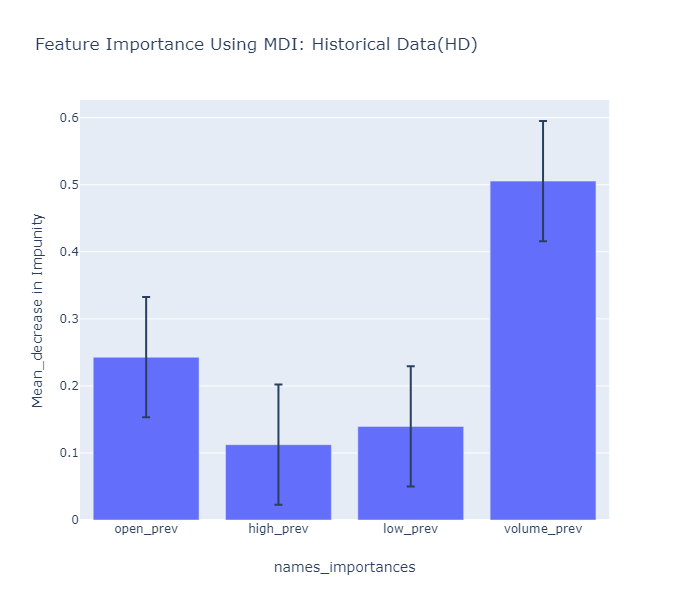 Feature Importance Using MDI: Historical Data(HD)
Mean_decrease in Impunity
0.6
0.5
0.4
0.3
0.2
0.1
0
open_prev high_prev low_prev volume_prev
names_importances